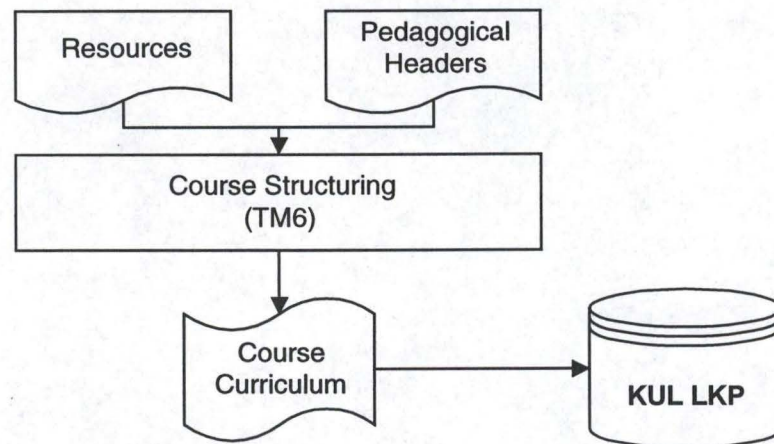 Resources
Pedagogical
Headers
Course Structuring
(TM6)
Course
Curriculum
KUL LKP